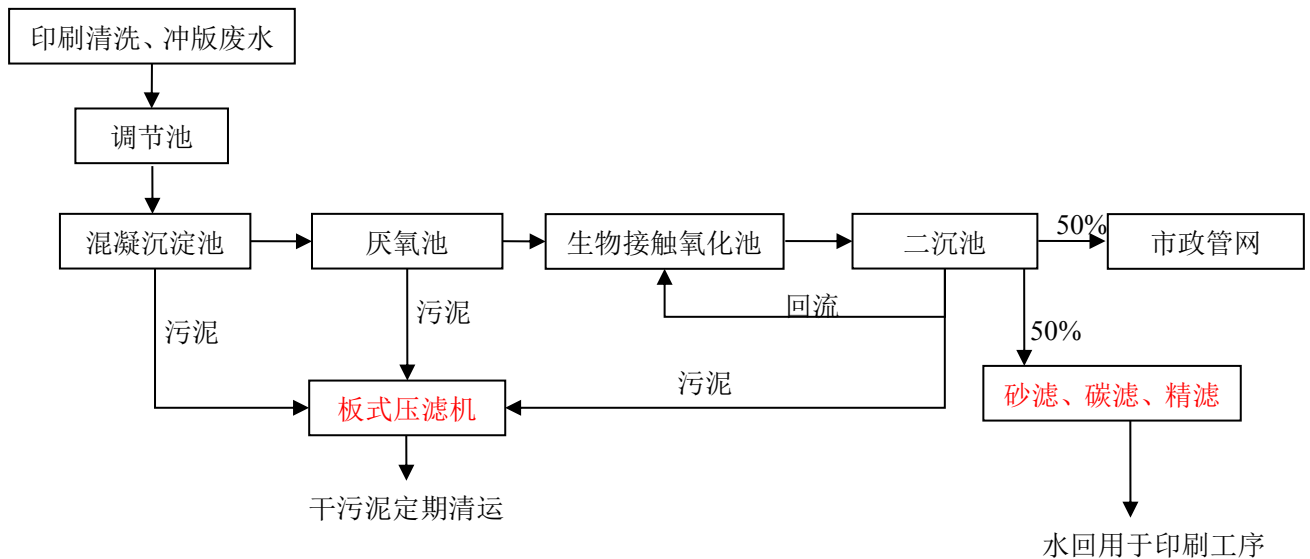 印刷清洗、冲版废水
调节池
混凝沉淀池
厌氧池
生物接触氧化池
二沉池
50%
市政管网
回流
污泥
污泥
50%
污泥
板式压滤机
砂滤、碳滤、精滤
干污泥定期清运
水回用于印刷工序